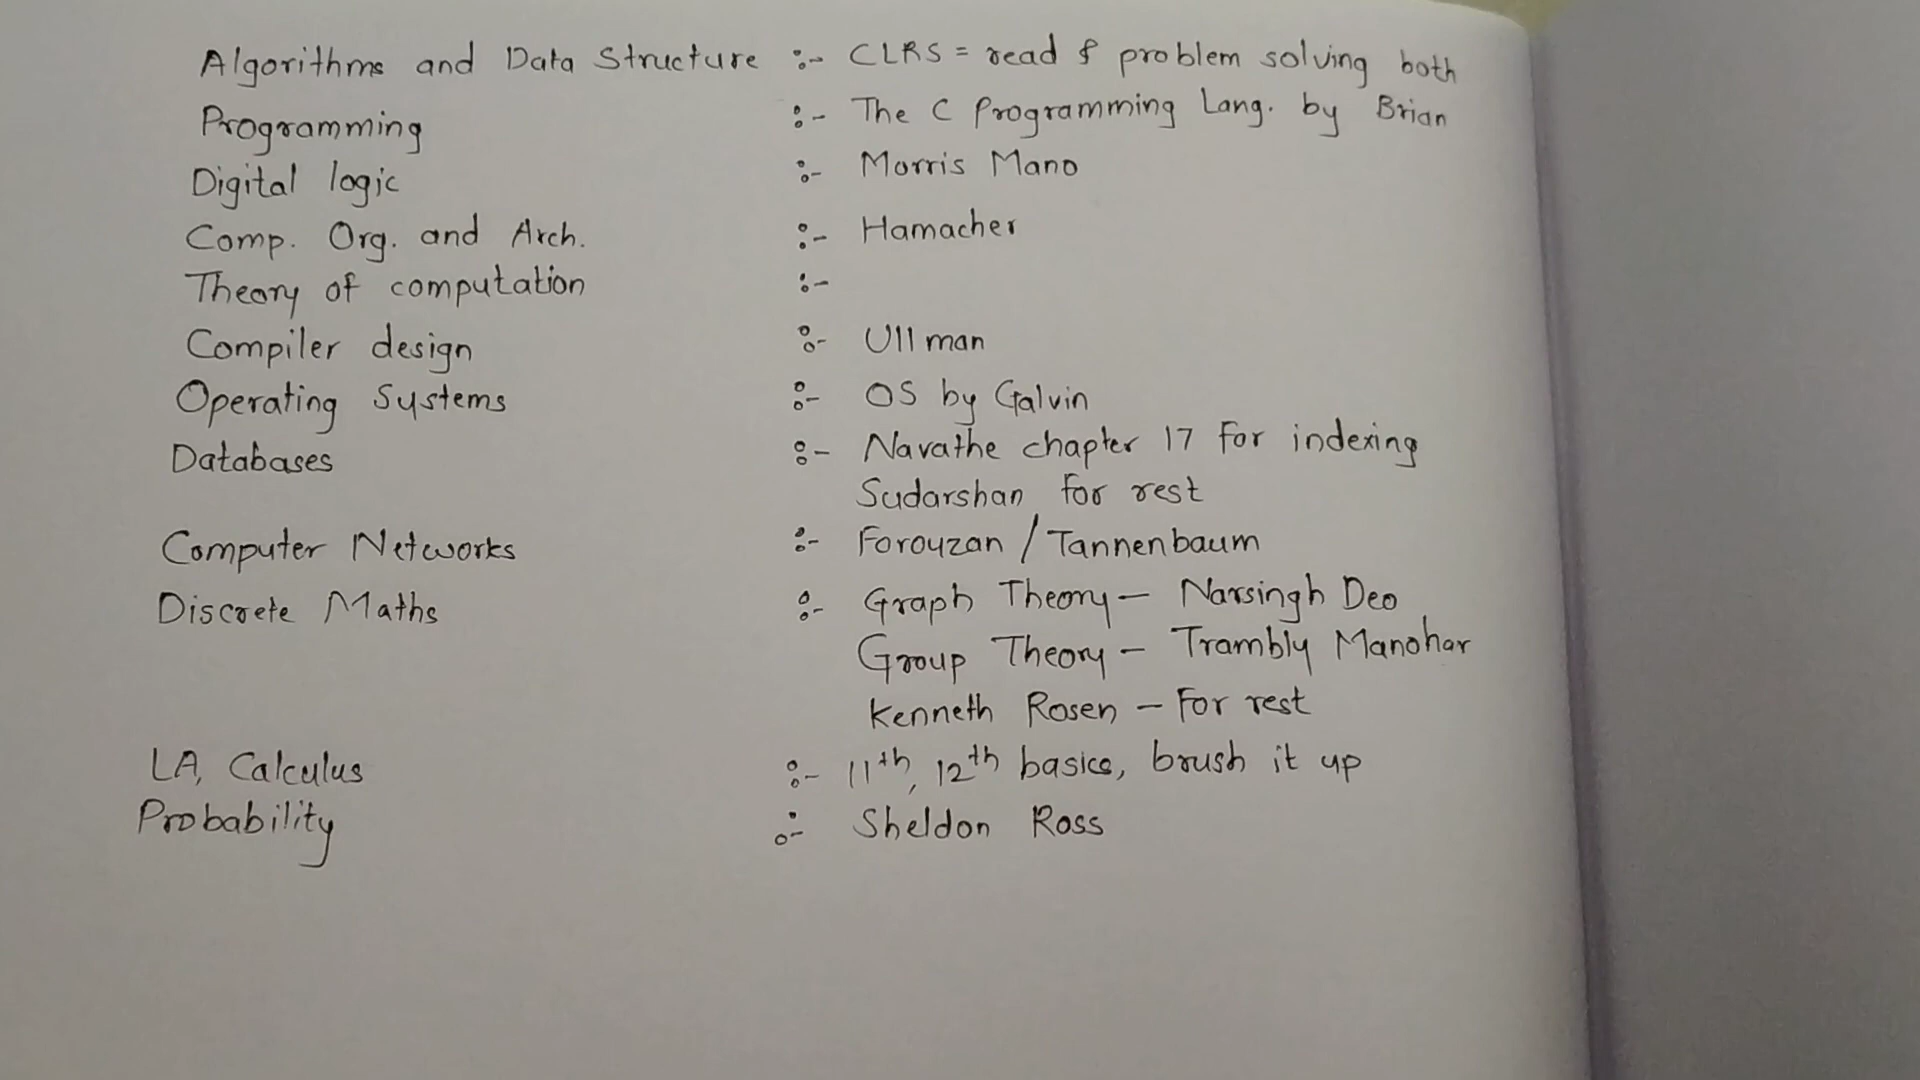 Algorithms and Data Structure :- CLRS = read & problem solving both
Programming :- The C Programming Lang. by Brian
Digital logic :- Morris Mano
Comp. Org. and Arch. :- Hamacher
Theory of computation :-
Compiler design :- Ullman
Operating Systems :- OS by Galvin
Databases :- Navathe chapter 17 for indexing
Sudarshan for rest
Computer Networks :- Forouzan / Tannenbaum
Discrete Maths :- Graph Theory - Narsingh Deo
Group Theory - Trambly Manohar
Kenneth Rosen - For rest
LA, Calculus :- 11th, 12th basics, brush it up
Probability :- Sheldon Ross